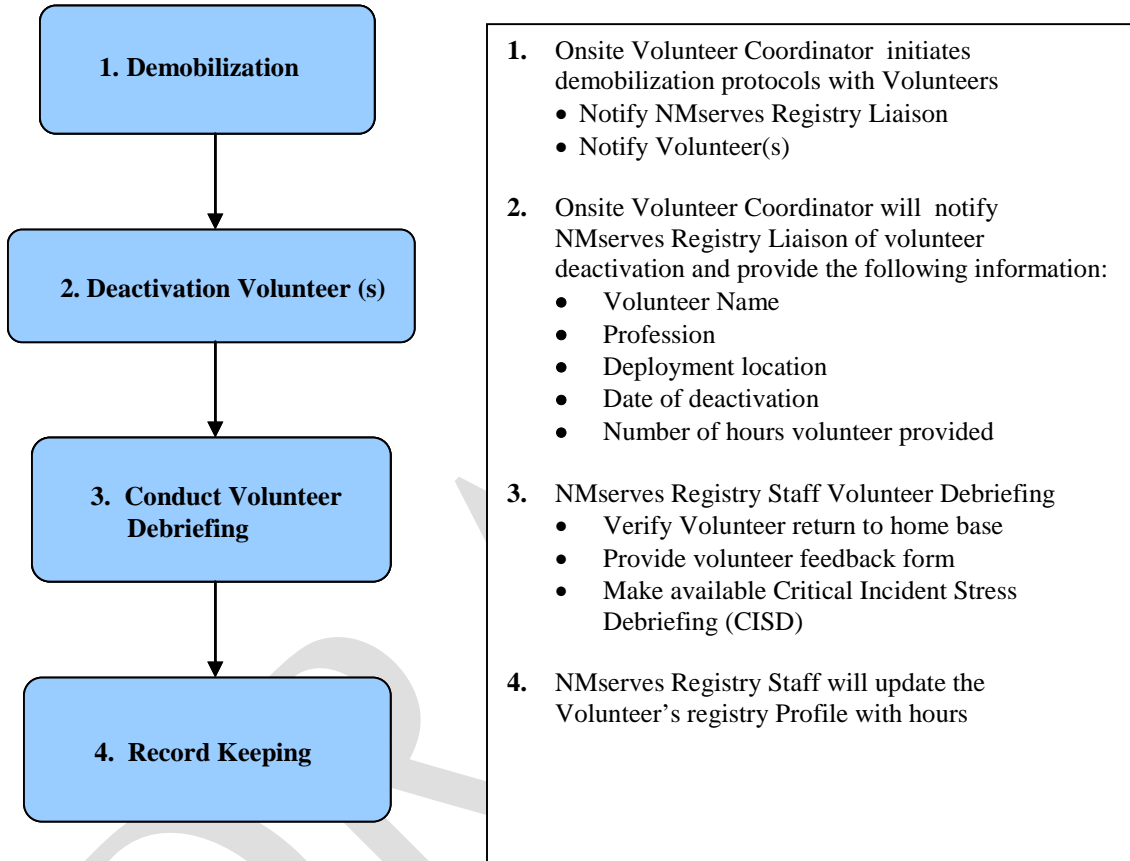 1. Demobilization
2. Deactivation Volunteer (s)
3. Conduct Volunteer
Debriefing
4. Record Keeping
1. Onsite Volunteer Coordinator initiates
demobilization protocols with Volunteers
• Notify NMserves Registry Liaison
• Notify Volunteer(s)
2. Onsite Volunteer Coordinator will notify
NMserves Registry Liaison of volunteer
deactivation and provide the following information:
• Volunteer Name
• Profession
• Deployment location
• Date of deactivation
• Number of hours volunteer provided
3. NMserves Registry Staff Volunteer Debriefing
• Verify Volunteer return to home base
• Provide volunteer feedback form
• Make available Critical Incident Stress
Debriefing (CISD)
4. NMserves Registry Staff will update the
Volunteer’s registry Profile with hours